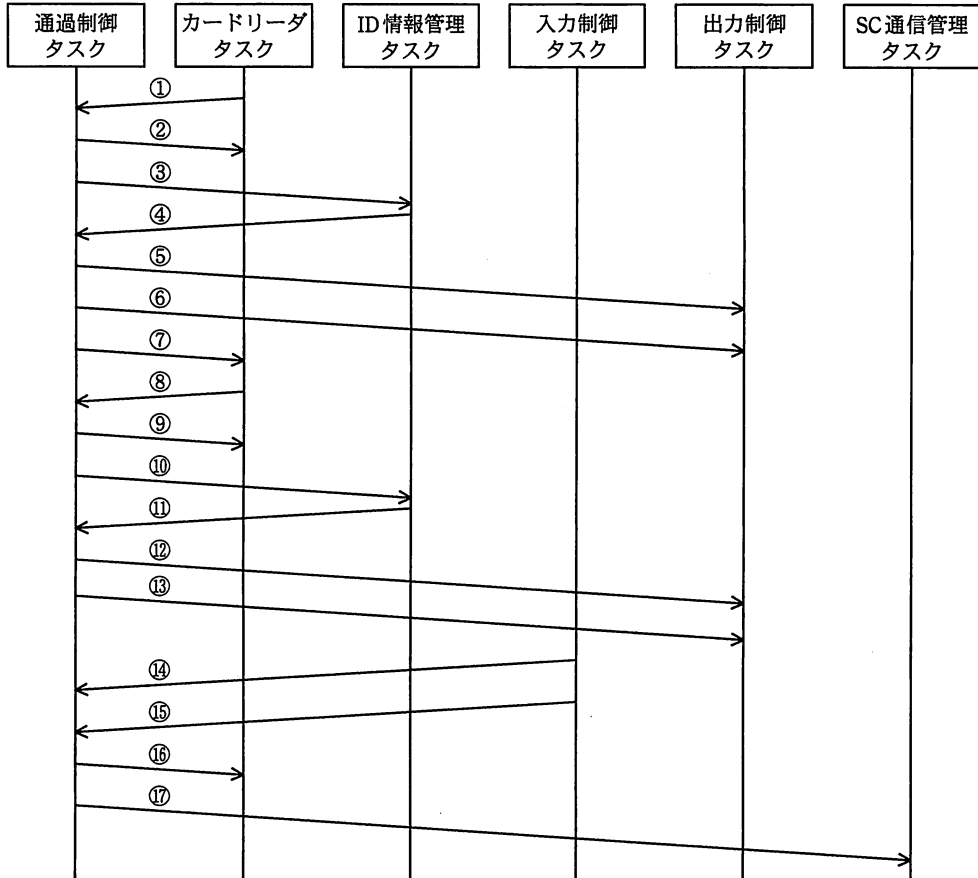 通過制御
タスク
カードリーダ
タスク
ID情報管理
タスク
入力制御
タスク
出力制御
タスク
SC通信管理
タスク
①
②
③
④
⑤
⑥
⑦
⑧
⑨
⑩
⑪
⑫
⑬
⑭
⑮
⑯
⑰